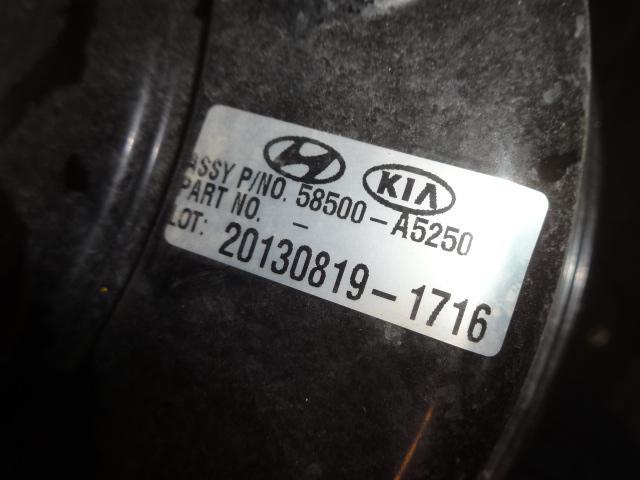 KIA
ASSY P/NO. 58500-A5250
PART NO. -
LOT: 20130819-1716